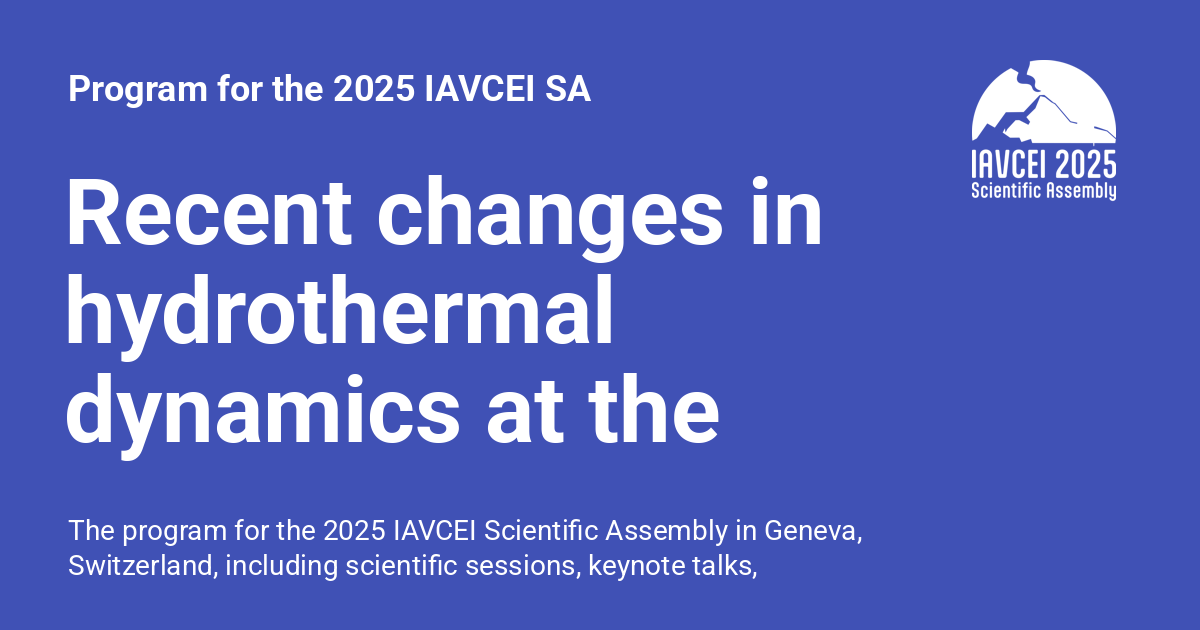 Program for the 2025 IAVCEI SA
IAVCEI 2025
Scientific Assembly
Recent changes in
hydrothermal
dynamics at the
The program for the 2025 IAVCEI Scientific Assembly in Geneva,
Switzerland, including scientific sessions, keynote talks,